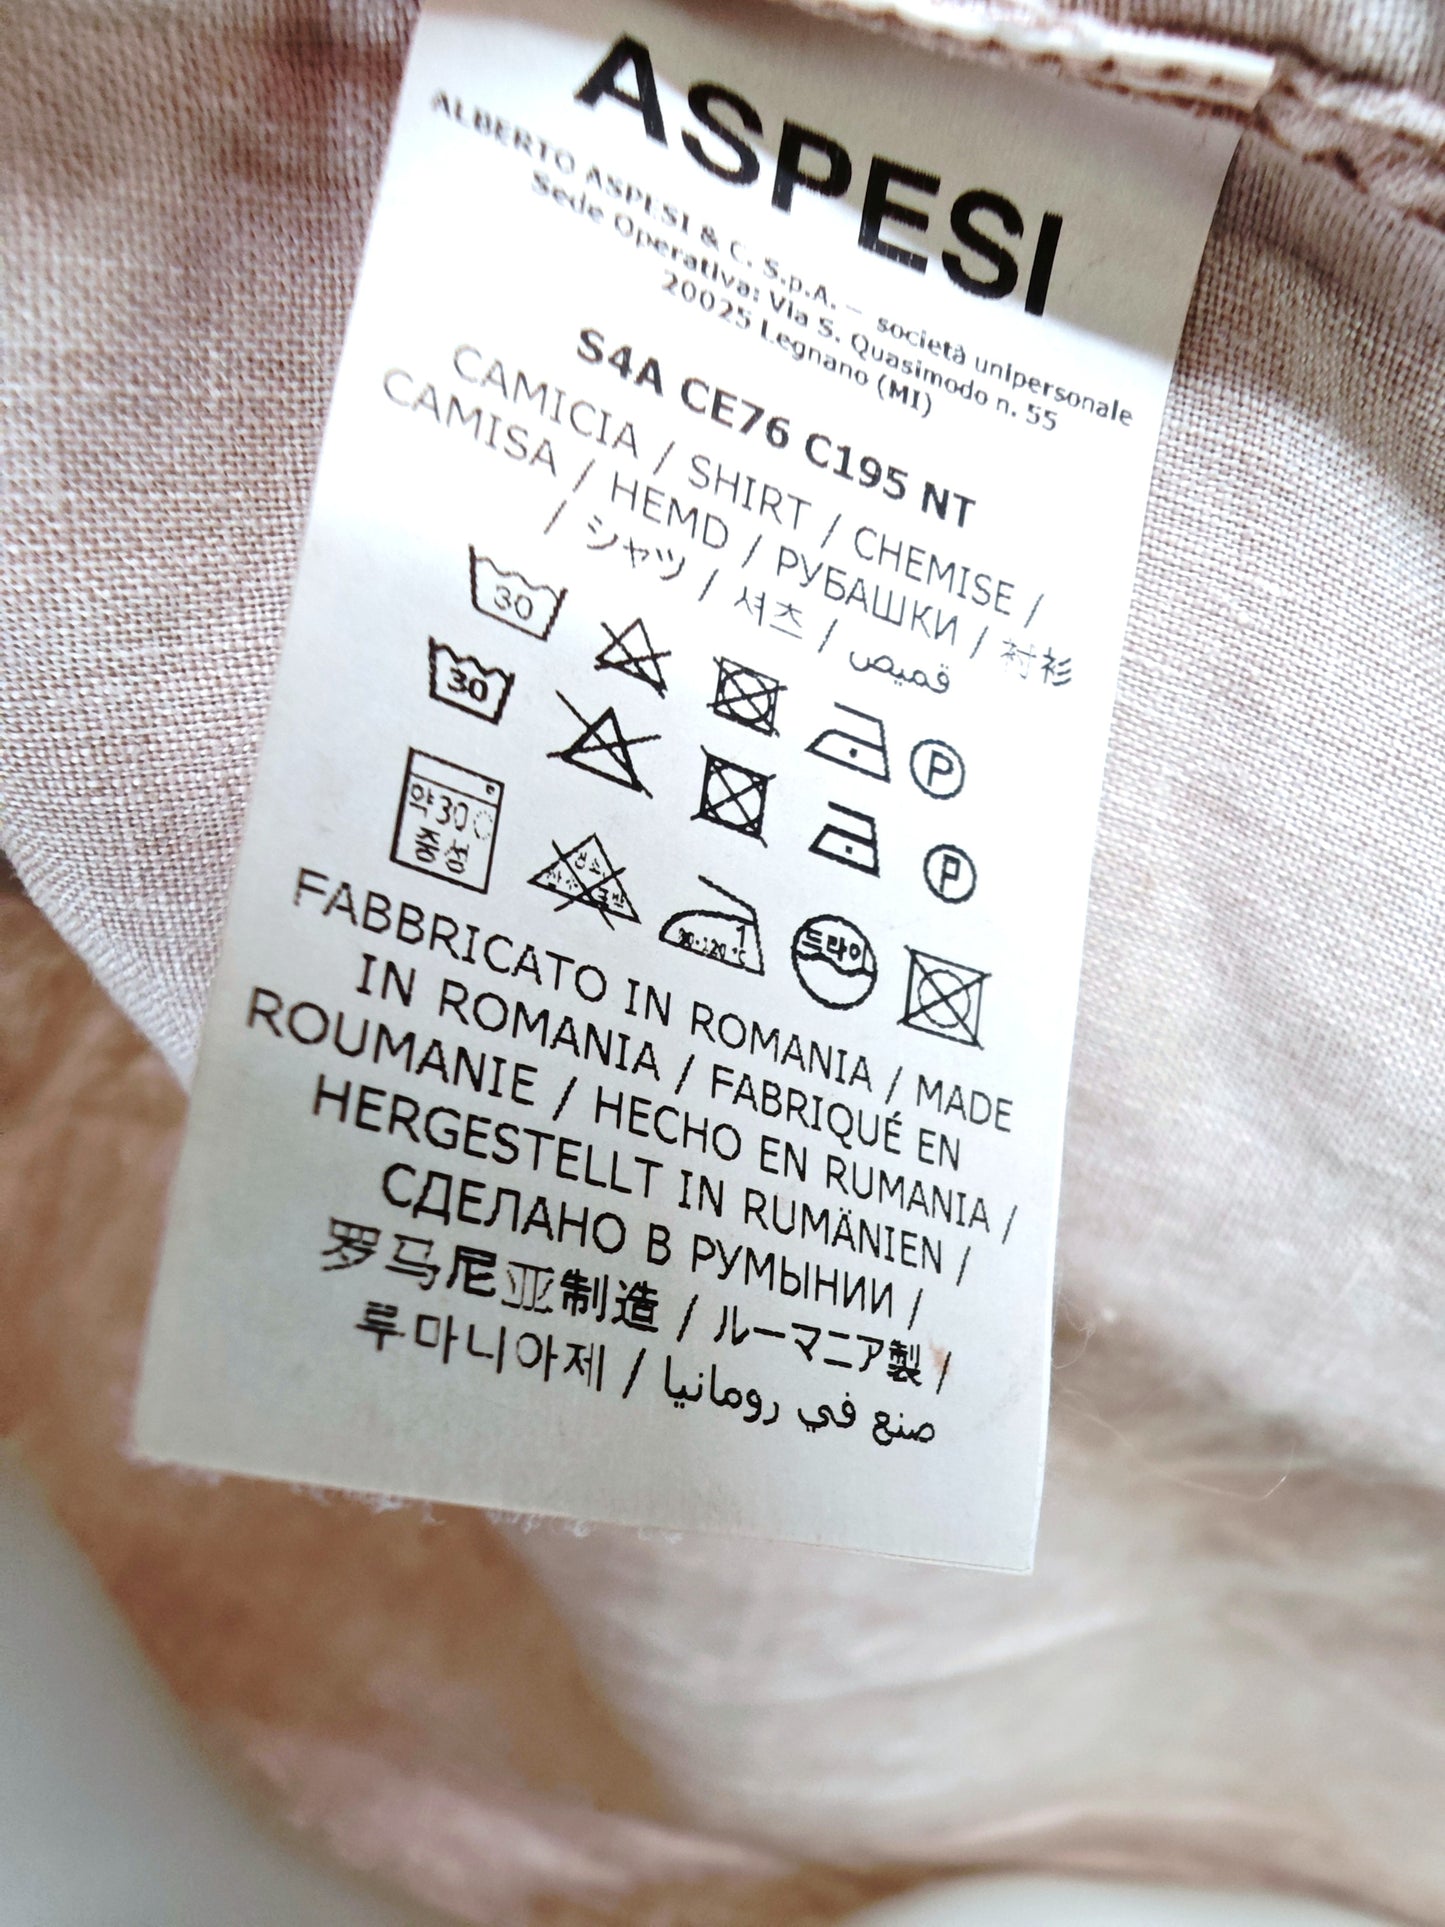 ASPESI
ALBERTO ASPESI & C. S.p.A. – società unipersonale
Sede Operativa: Via S. Quasimodo n. 55
20025 Legnano (MI)
S4A CE76 C195 NT
CAMICIA / SHIRT / CHEMISE /
CAMISA / HEMD / РУБАШКИ / 衬衫
/ シャツ / 셔츠 / قميص
30
P
30
P
약30
중성
90-120°C 1
드라이
FABBRICATO IN ROMANIA / MADE
IN ROMANIA / FABRIQUÉ EN
ROUMANIE / HECHO EN RUMANIA /
HERGESTELLT IN RUMÄNIEN /
СДЕЛАНО В РУМЫНИИ /
罗马尼亚制造 / ルーマニア製 /
루마니아제 / صنع في رومانيا